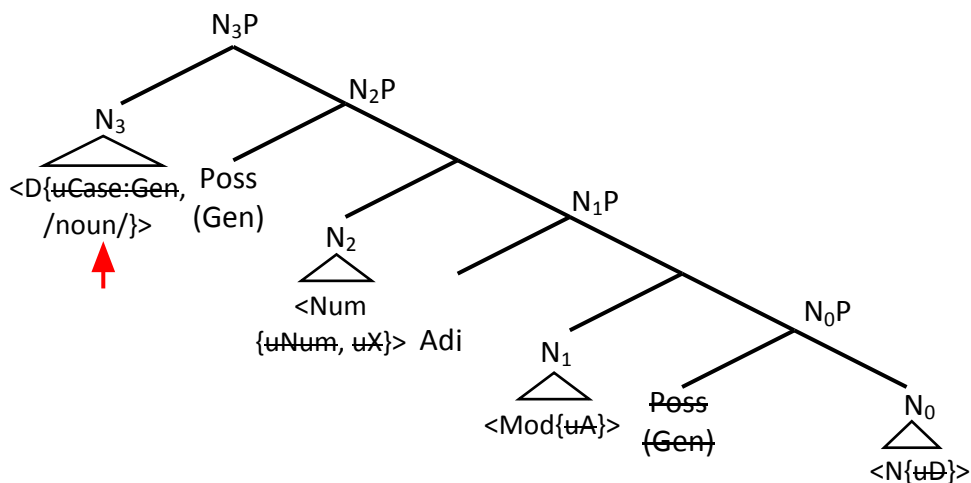 N₃P
N₂P
N₃
<D{uCase:Gen,
/noun/}>
Poss
(Gen)
N₁P
N₂
<Num
{uNum, uX}>
Adi
N₀P
N₁
<Mod{uA}>
Poss
(Gen)
N₀
<N{uD}>